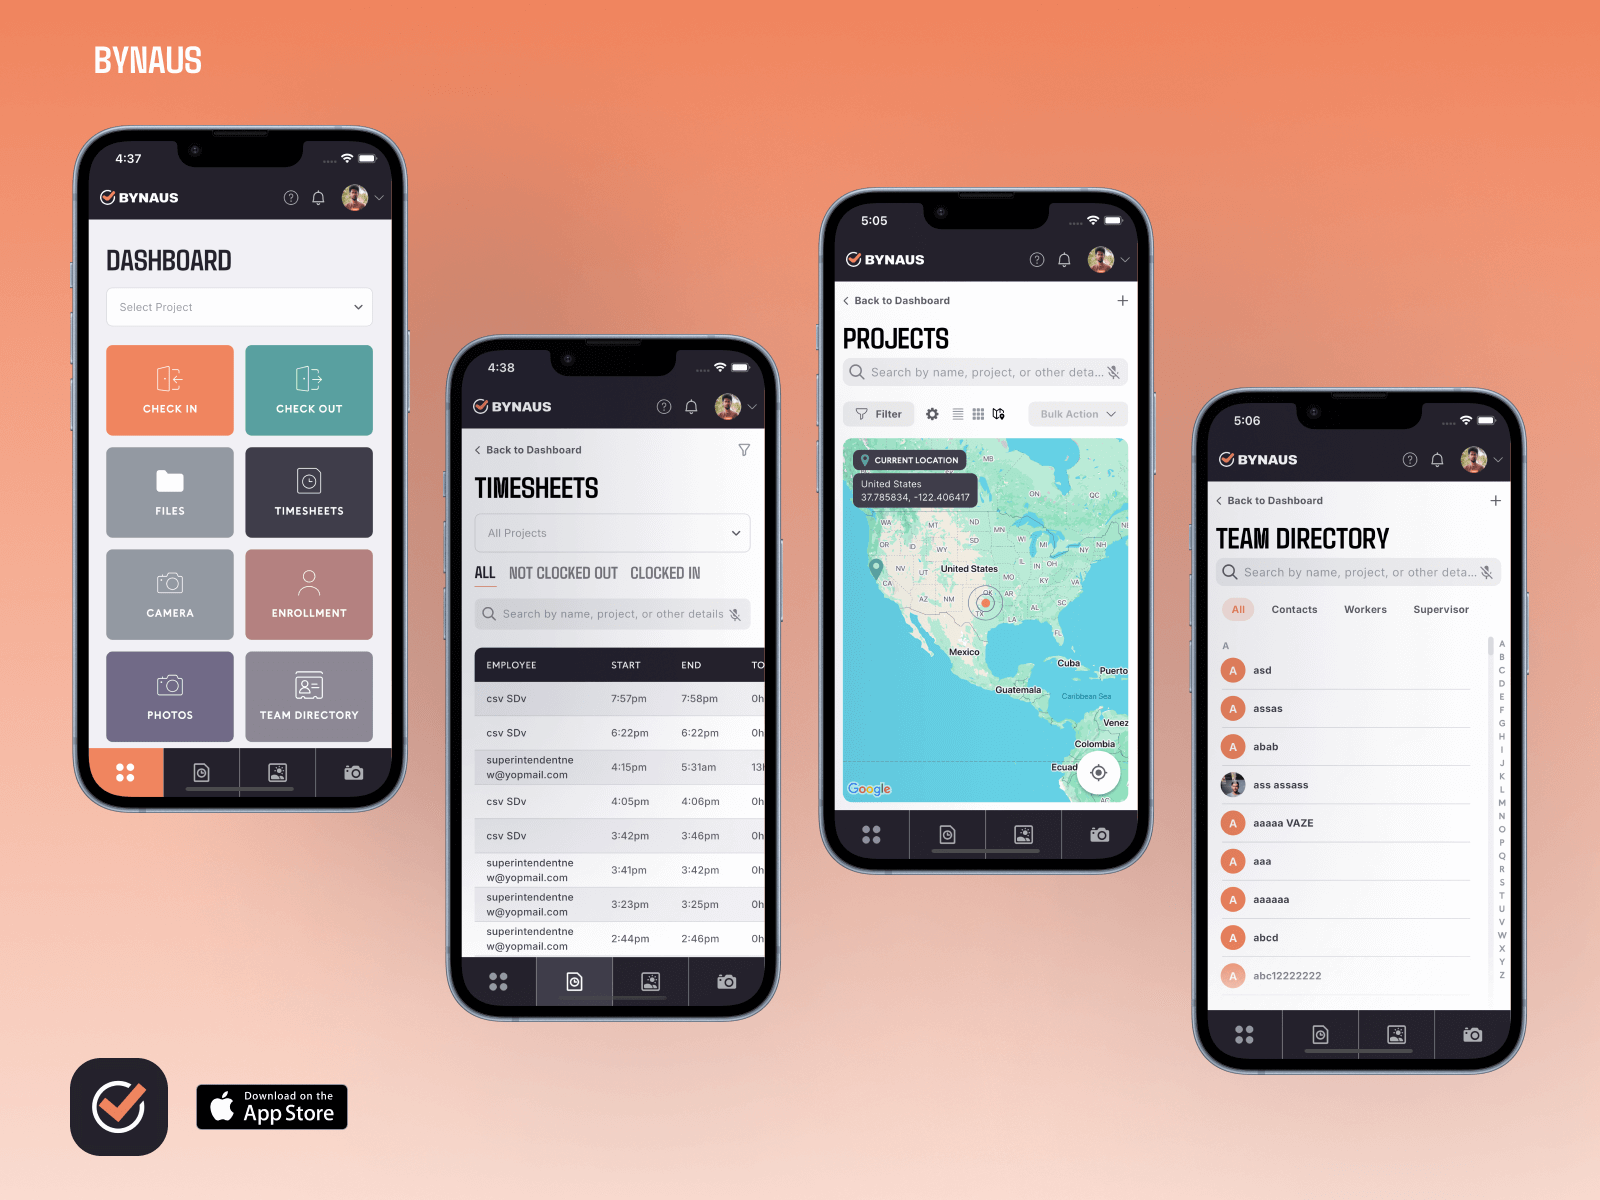 BYNAUS
4:37
BYNAUS
DASHBOARD
Select Project
CHECK IN
CHECK OUT
FILES
TIMESHEETS
CAMERA
ENROLLMENT
PHOTOS
TEAM DIRECTORY
4:38
BYNAUS
Back to Dashboard
TIMESHEETS
All Projects
ALL NOT CLOCKED OUT CLOCKED IN
Search by name, project, or other details
EMPLOYEE START END TO
csv SDv 7:57pm 7:58pm 0h
csv SDv 6:22pm 6:22pm 0h
superintendentne
w@yopmail.com 4:15pm 5:31am 13h
csv SDv 4:05pm 4:06pm 0h
csv SDv 3:42pm 3:46pm 0h
superintendentne
w@yopmail.com 3:41pm 3:42pm 0h
superintendentne
w@yopmail.com 3:23pm 3:25pm 0h
superintendentne
w@yopmail.com 2:44pm 2:46pm 0h
5:05
BYNAUS
Back to Dashboard
PROJECTS
Search by name, project, or other deta...
Filter
Bulk Action
CURRENT LOCATION
United States
37.785834, -122.406417
MB
ON QC
WA MT ND MN
OR ID WY SD WI MI NY NH
NV UT IL IN OH PA
United States
CA MO KY VA
AZ NM OK AR SC
TX AL
LA
FL
Mexico
Cuba
Puerto
Guatemala
Caribbean Sea
Venez
Colombia
Ecuad
AC
Google
5:06
BYNAUS
Back to Dashboard
TEAM DIRECTORY
Search by name, project, or other deta...
All Contacts Workers Supervisor
A
A asd
A assas
A abab
ass assass
A aaaaa VAZE
A aaa
A aaaaaa
A abcd
A abc12222222
A
B
C
D
E
F
G
H
I
J
K
L
M
N
O
P
Q
R
S
T
U
V
W
X
Y
Z
Download on the
App Store